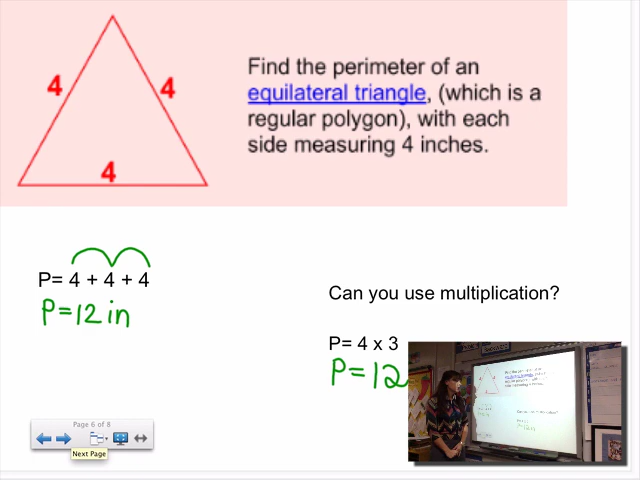 4
4
4
Find the perimeter of an
equilateral triangle, (which is a
regular polygon), with each
side measuring 4 inches.
P= 4 + 4 + 4
P=12 in
Can you use multiplication?
P= 4 x 3
P=12
Page 6 of 8
Next Page